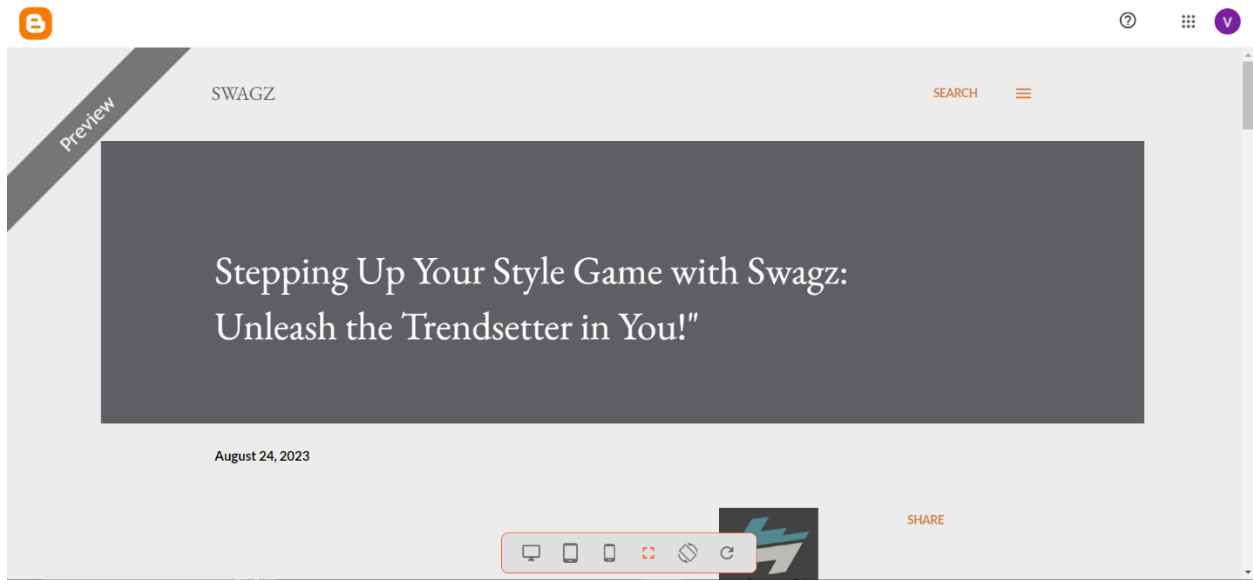 V
Preview
SWAGZ
SEARCH
Stepping Up Your Style Game with Swagz:
Unleash the Trendsetter in You!"
August 24, 2023
SHARE